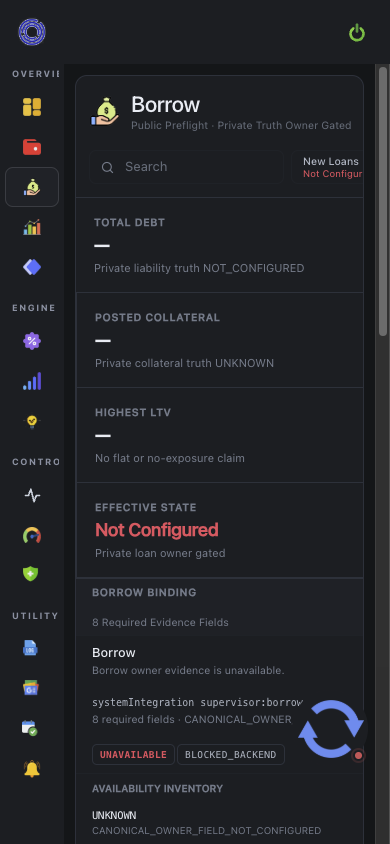 OVERVIE
Borrow
Public Preflight · Private Truth Owner Gated
Search
New Loans
Not Configur
TOTAL DEBT
—
Private liability truth NOT_CONFIGURED
POSTED COLLATERAL
—
Private collateral truth UNKNOWN
HIGHEST LTV
—
No flat or no-exposure claim
EFFECTIVE STATE
Not Configured
Private loan owner gated
BORROW BINDING
8 Required Evidence Fields
Borrow
Borrow owner evidence is unavailable.
systemIntegration supervisor:borrow
8 required fields · CANONICAL_OWNER
UNAVAILABLE
BLOCKED_BACKEND
AVAILABILITY INVENTORY
UNKNOWN
CANONICAL_OWNER_FIELD_NOT_CONFIGURED
ENGINE
CONTRO
UTILITY
LOG